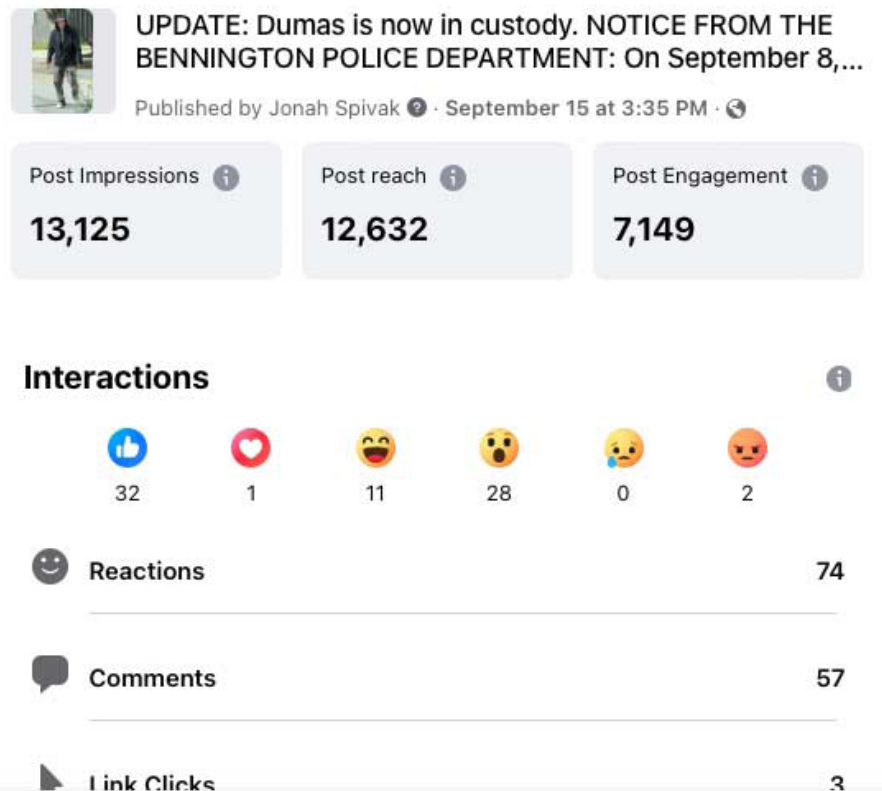 UPDATE: Dumas is now in custody. NOTICE FROM THE
BENNINGTON POLICE DEPARTMENT: On September 8,...
Published by Jonah Spivak ? · September 15 at 3:35 PM ·
Post Impressions i
13,125
Post reach i
12,632
Post Engagement i
7,149
Interactions i
32 1 11 28 0 2
Reactions 74
Comments 57
Link Clicks 3